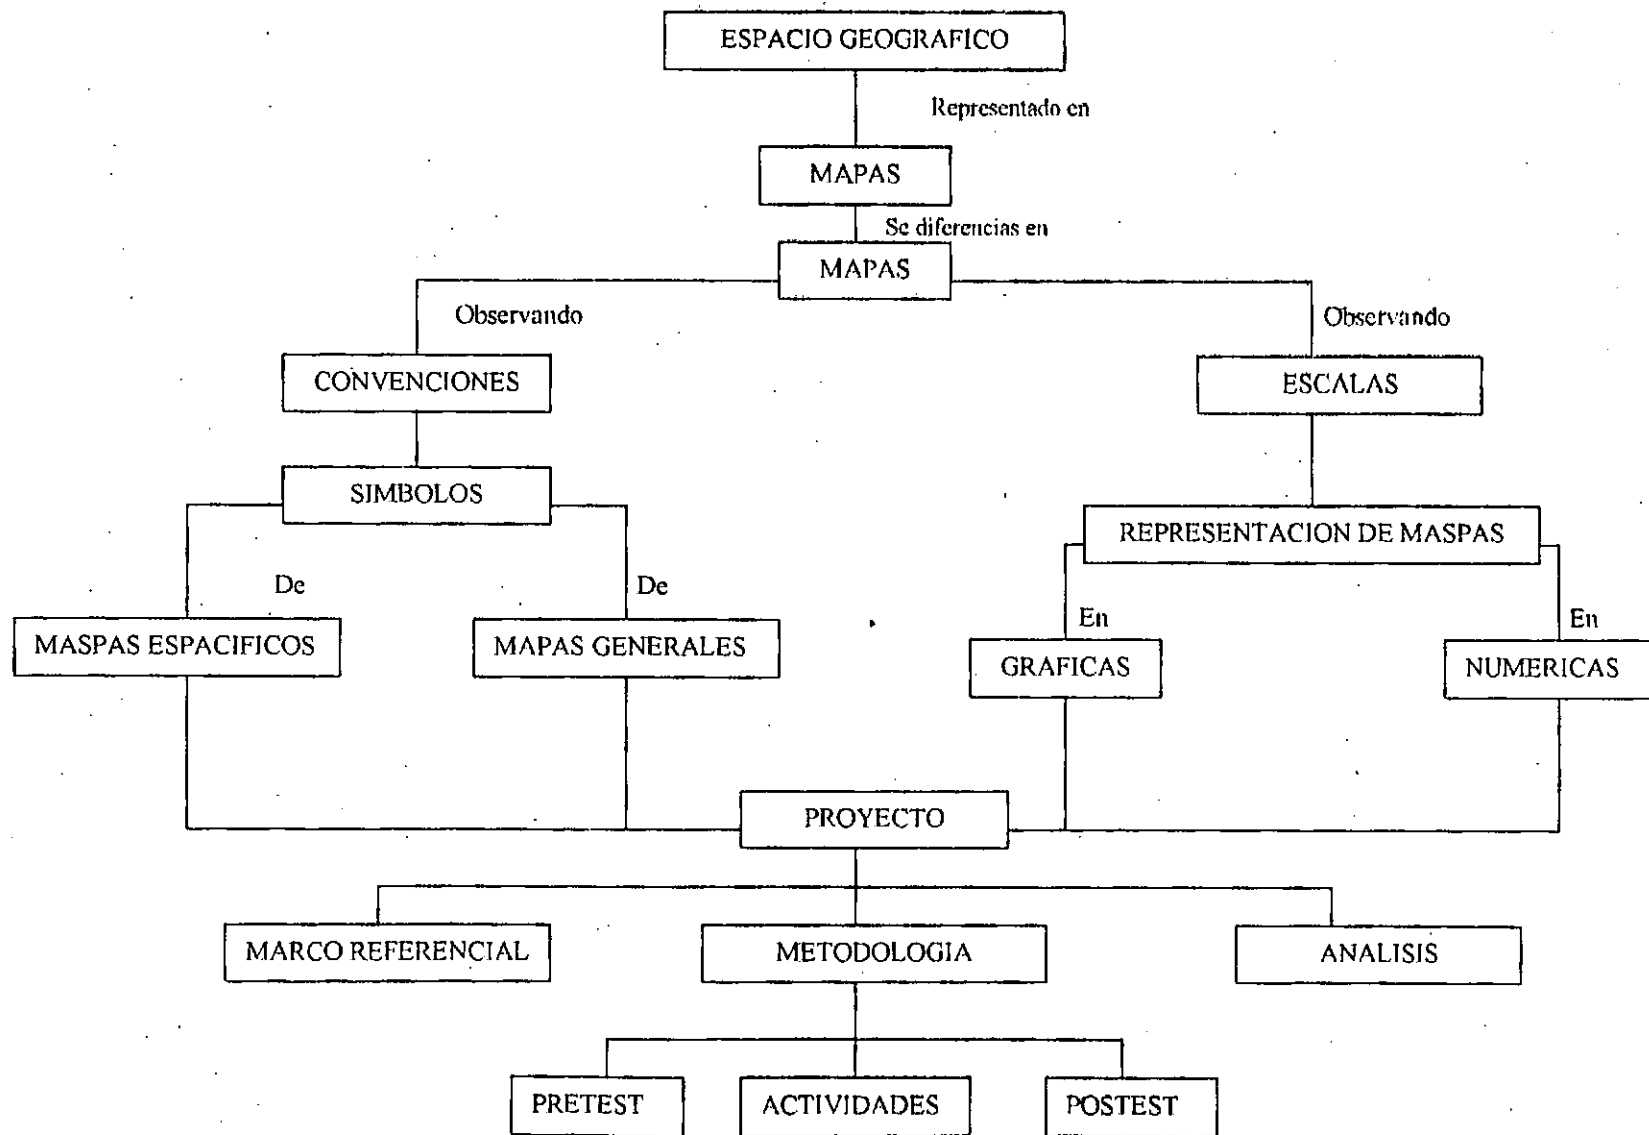 ESPACIO GEOGRAFICO
Representado en
MAPAS
Se diferencias en
MAPAS
Observando
Observando
CONVENCIONES
ESCALAS
SIMBOLOS
REPRESENTACION DE MASPAS
De
De
En
En
MASPAS ESPACIFICOS
MAPAS GENERALES
GRAFICAS
NUMERICAS
PROYECTO
MARCO REFERENCIAL
METODOLOGIA
ANALISIS
PRETEST
ACTIVIDADES
POSTEST